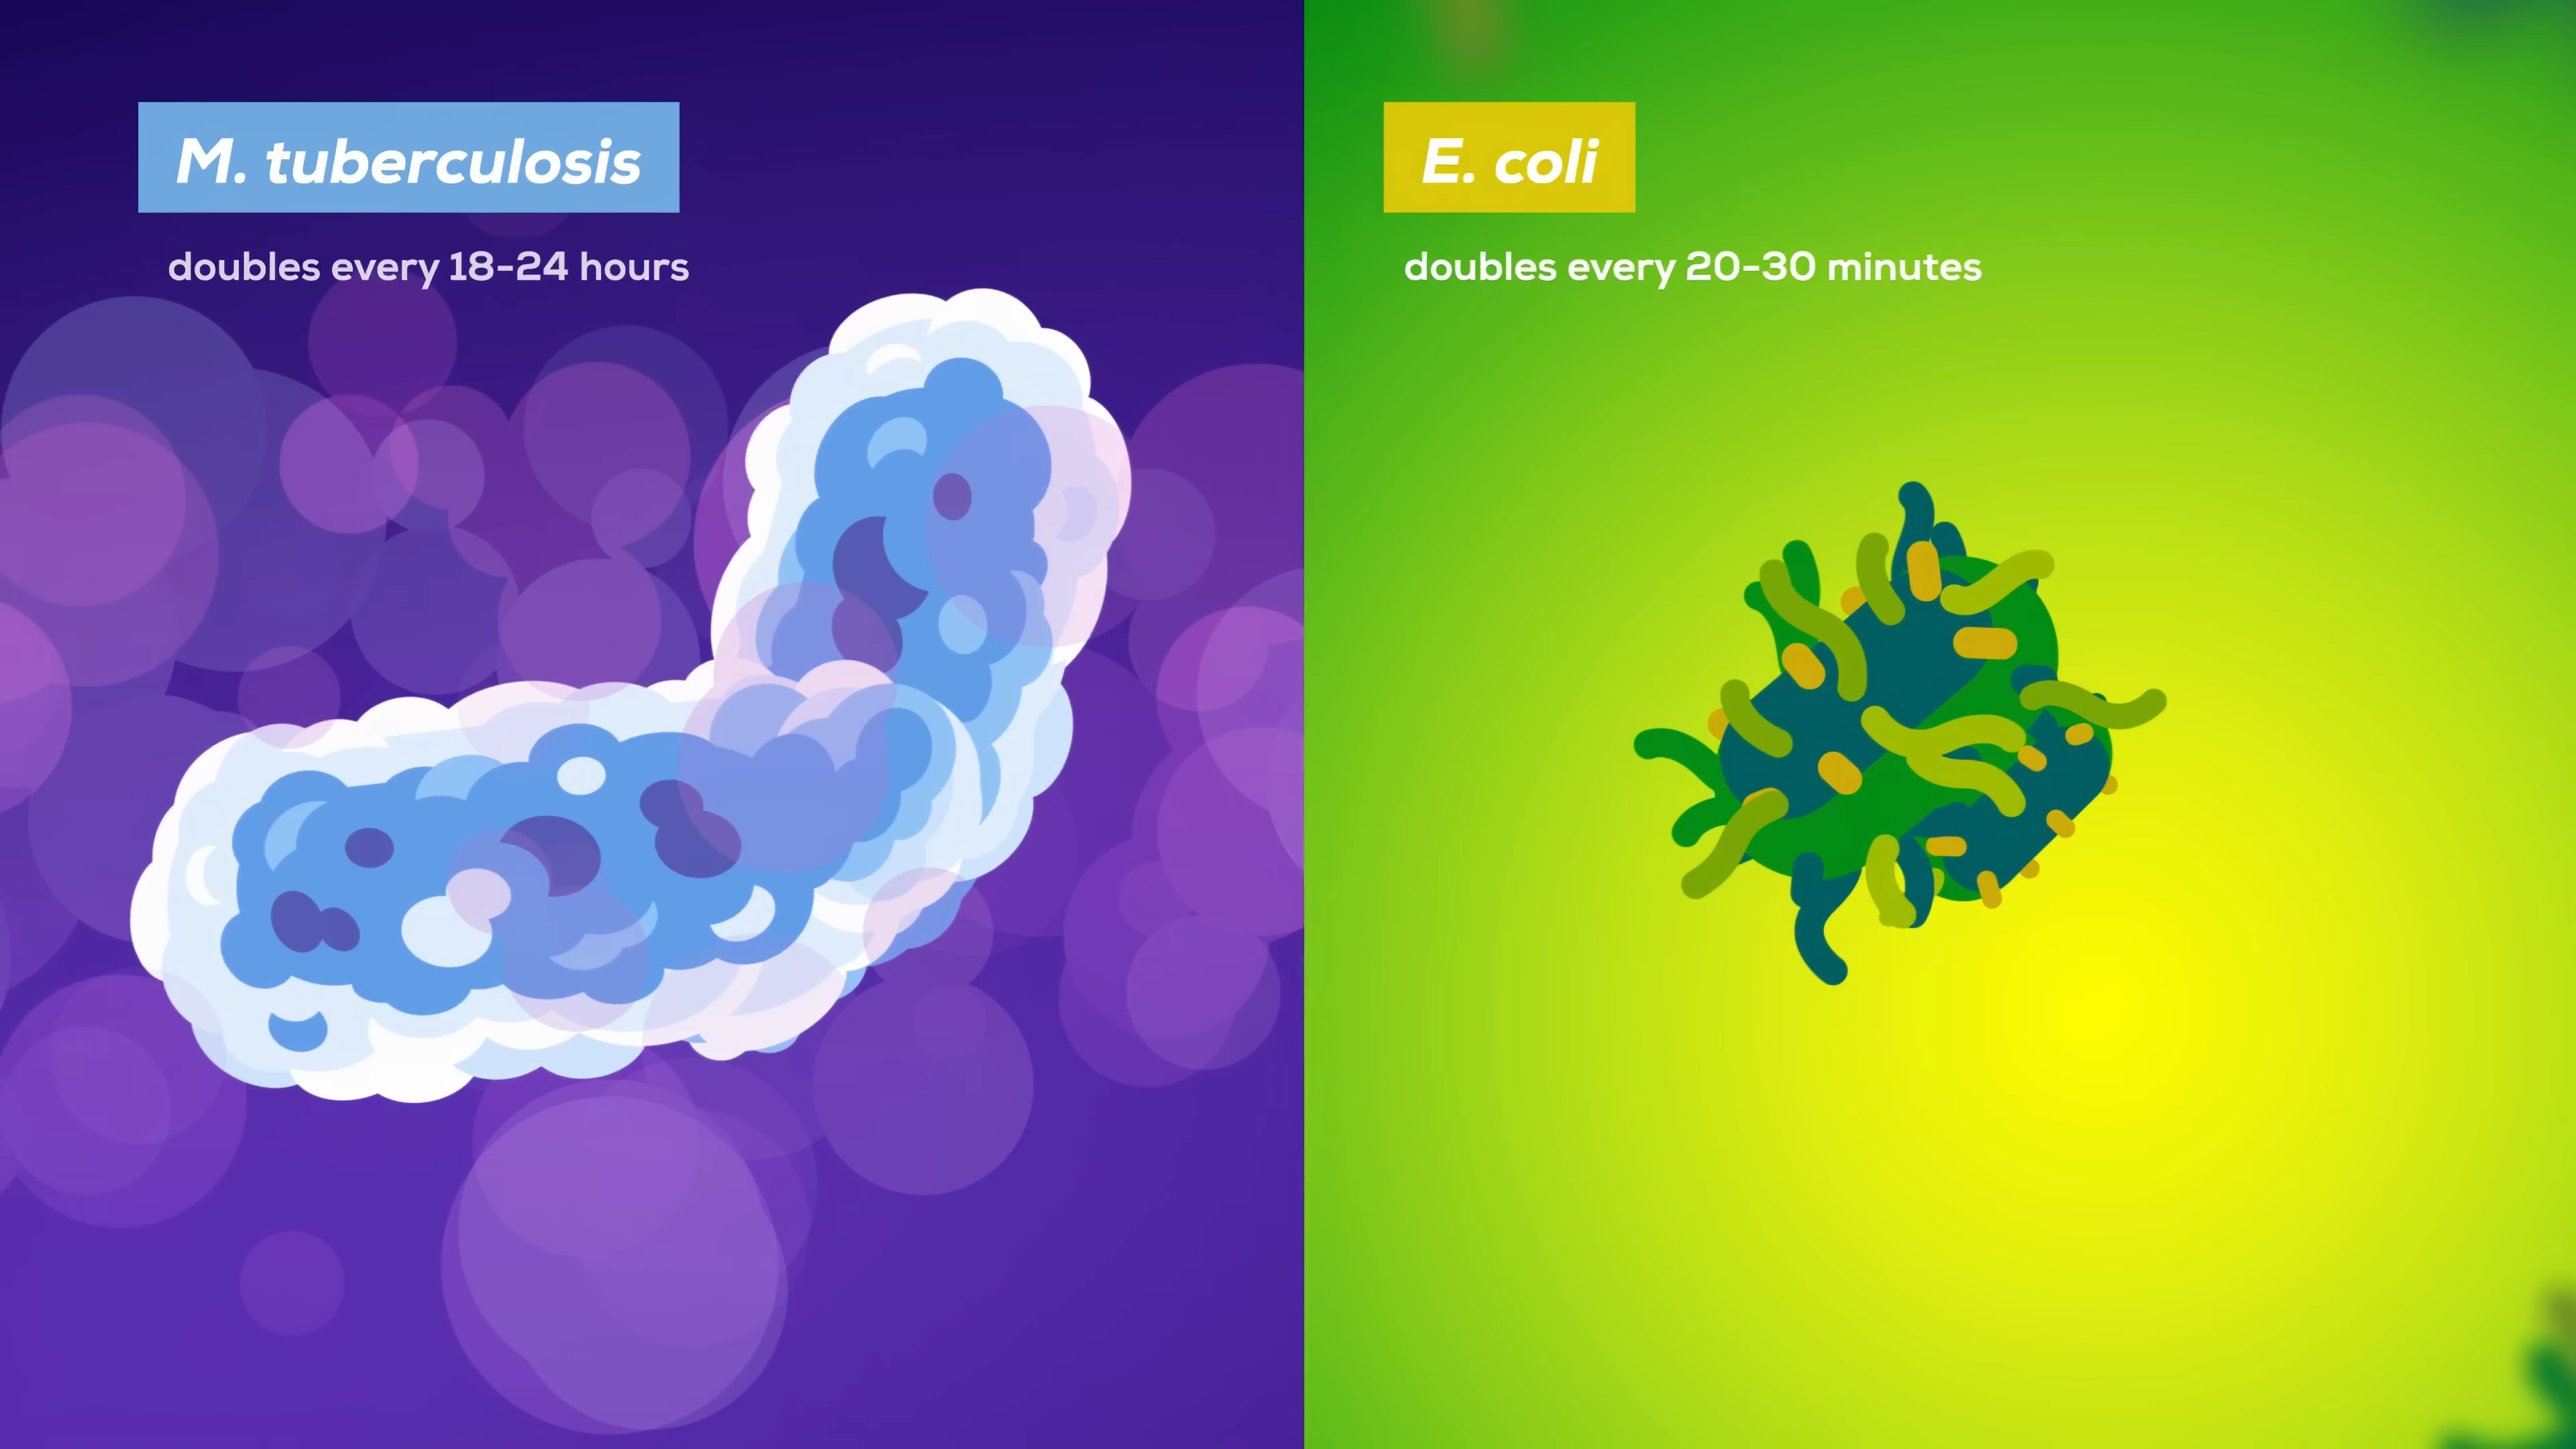 M. tuberculosis
doubles every 18-24 hours
E. coli
doubles every 20-30 minutes